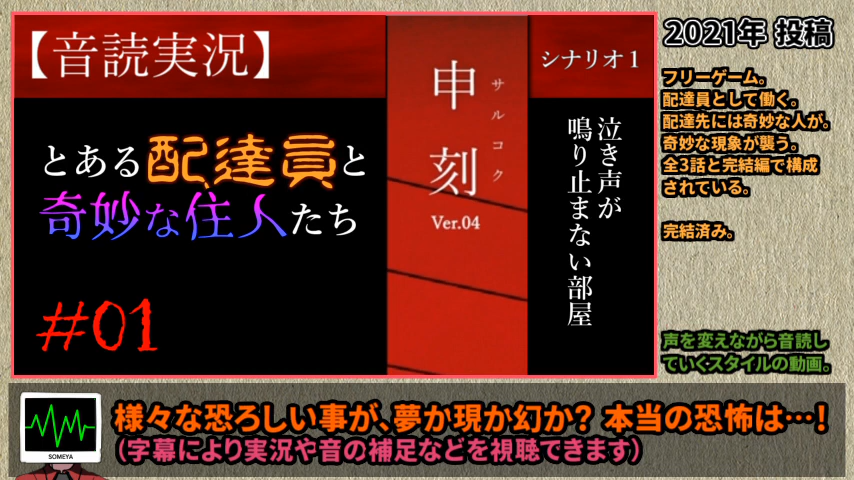 【音読実況】
とある配達員と
奇妙な住人たち
#01
申刻
サルコク
Ver.04
シナリオ1
泣き声が
鳴り止まない部屋
2021年 投稿
フリーゲーム。
配達員として働く。
配達先には奇妙な人が。
奇妙な現象が襲う。
全3話と完結編で構成
されている。
完結済み。
声を変えながら音読し
ていくスタイルの動画。
SOMEYA
様々な恐ろしい事が、夢か現か幻か? 本当の恐怖は…!
(字幕により実況や音の補足などを視聴できます)